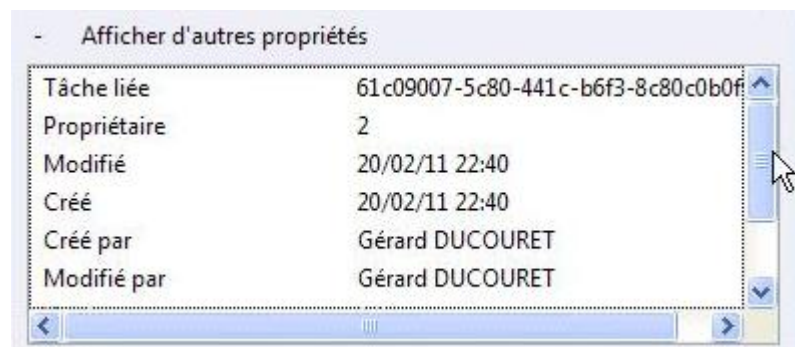 - Afficher d'autres propriétés
Tâche liée 61c09007-5c80-441c-b6f3-8c80c0b0f
Propriétaire 2
Modifié 20/02/11 22:40
Créé 20/02/11 22:40
Créé par Gérard DUCOURET
Modifié par Gérard DUCOURET